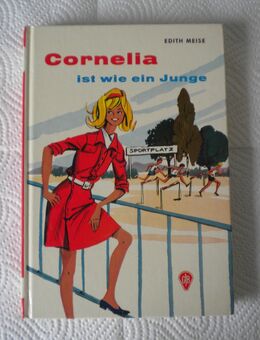 EDITH MEISE
Cornelia
ist wie ein Junge
SPORTPLATZ